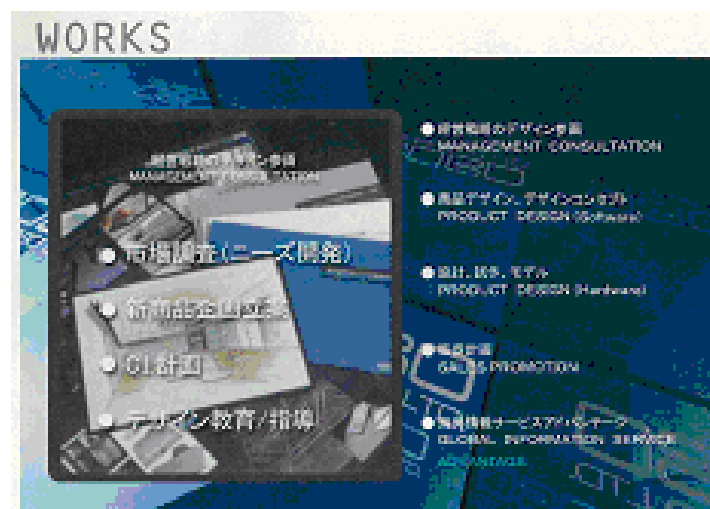 WORKS
経営戦略のデザイン参画
MANAGEMENT CONSULTATION
市場調査(ニーズ開発)
新商品企画立案
CI計画
デザイン教育/指導
経営戦略のデザイン参画
MANAGEMENT CONSULTATION
商品デザイン、デザインコンセプト
PRODUCT DESIGN (Software)
設計、試作、モデル
PRODUCT DESIGN (Hardware)
販促計画
SALES PROMOTION
情報サービスアドバンテージ
GLOBAL INFORMATION SERVICE
ADVANTAGE